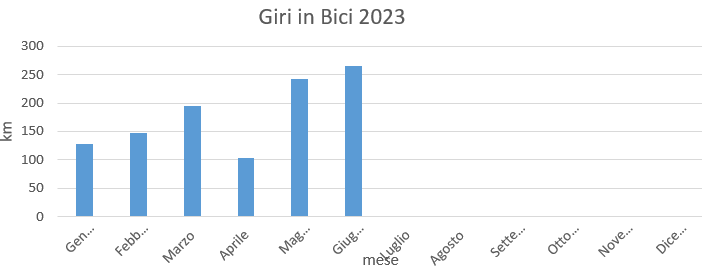 Giri in Bici 2023
300
250
200
150
100
50
0
km
Gen...
Febb...
Marzo
Aprile
Mag...
Giug...
Luglio
Agosto
Sette...
Otto...
Nove...
Dice...
mese